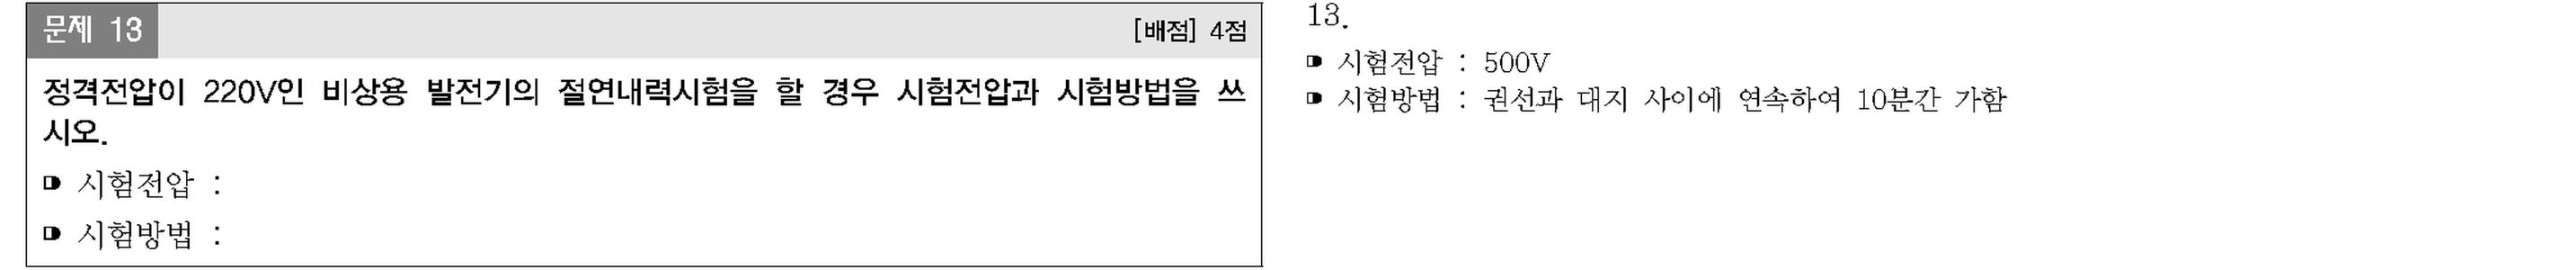 문제 13
[배점] 4점
정격전압이 220V인 비상용 발전기의 절연내력시험을 할 경우 시험전압과 시험방법을 쓰
시오.
시험전압 :
시험방법 :
13.
시험전압 : 500V
시험방법 : 권선과 대지 사이에 연속하여 10분간 가함